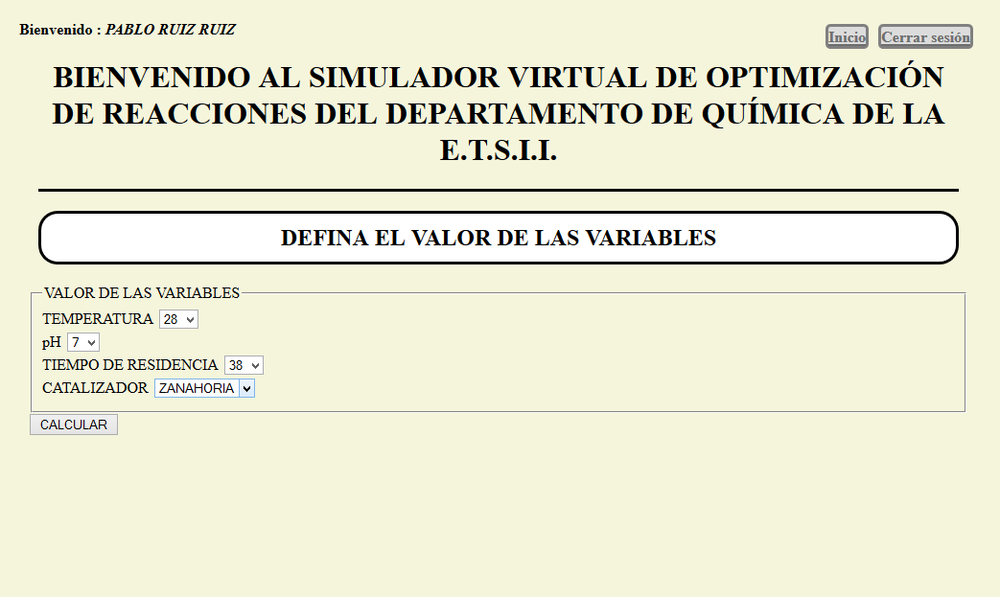 Bienvenido : PABLO RUIZ RUIZ
Inicio Cerrar sesión
BIENVENIDO AL SIMULADOR VIRTUAL DE OPTIMIZACIÓN
DE REACCIONES DEL DEPARTAMENTO DE QUÍMICA DE LA
E.T.S.I.I.
DEFINA EL VALOR DE LAS VARIABLES
VALOR DE LAS VARIABLES
TEMPERATURA 28
pH 7
TIEMPO DE RESIDENCIA 38
CATALIZADOR ZANAHORIA
CALCULAR